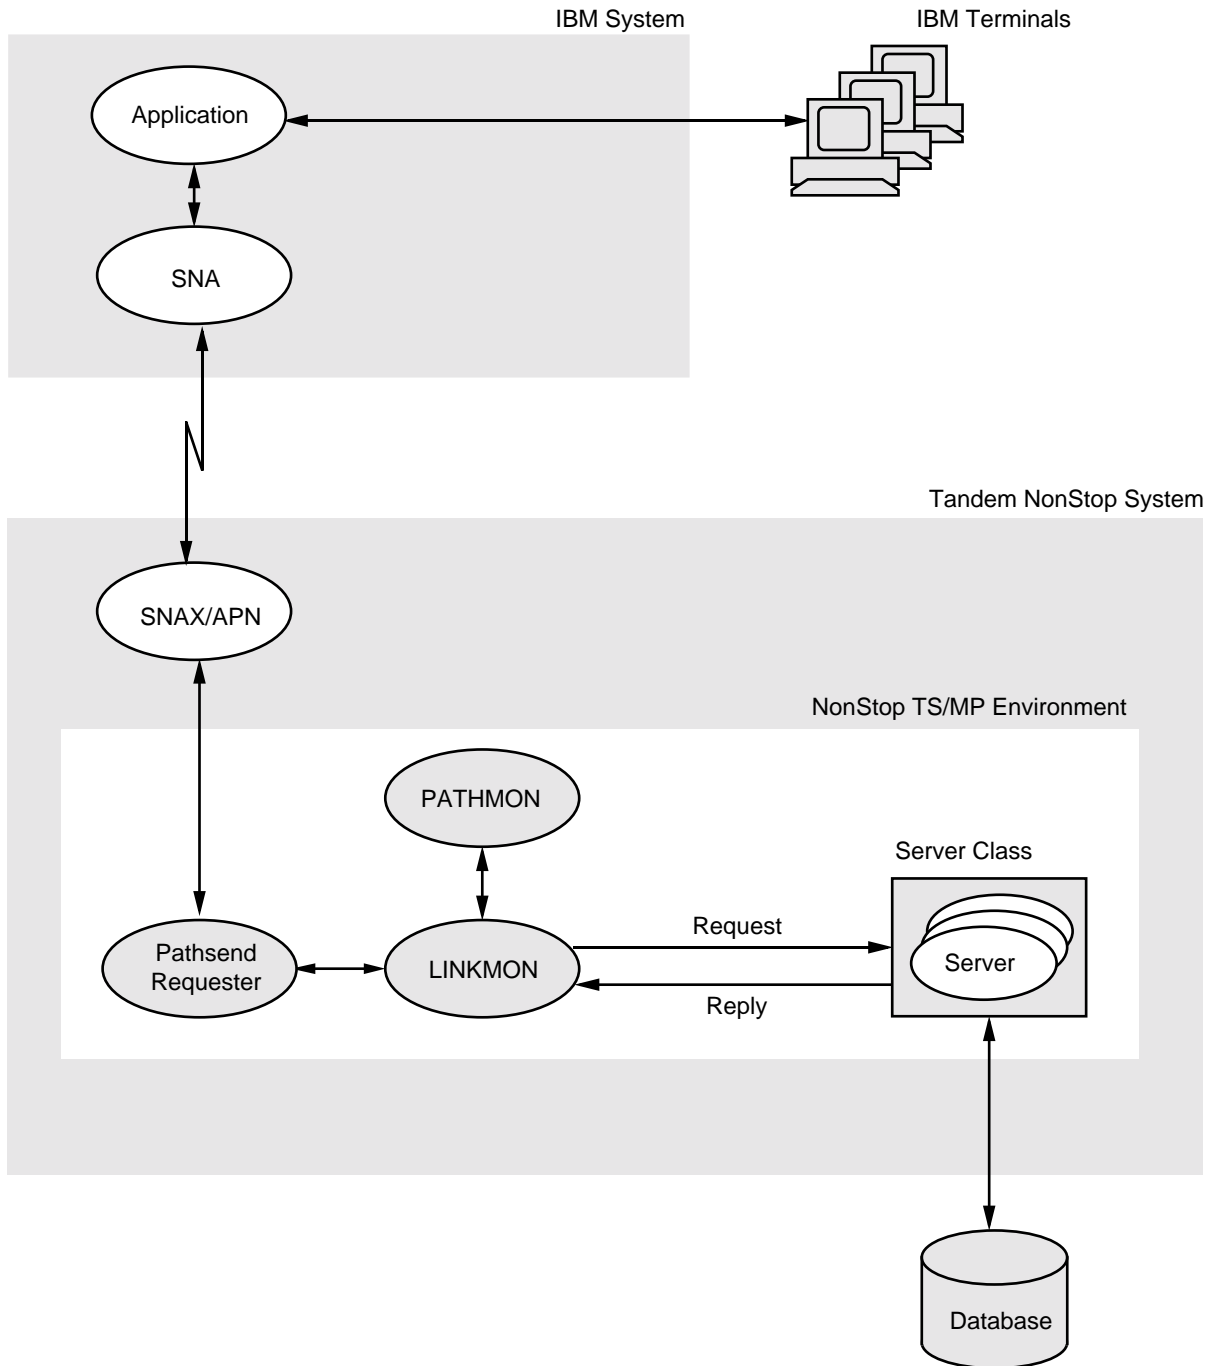 IBM System
IBM Terminals
Application
SNA
Tandem NonStop System
SNAX/APN
NonStop TS/MP Environment
PATHMON
Server Class
Request
Pathsend
Requester
LINKMON
Server
Reply
Database